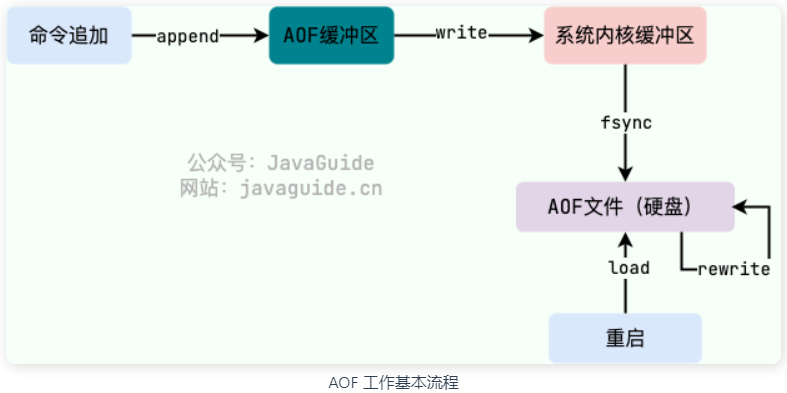 命令追加
append
AOF缓冲区
write
系统内核缓冲区
fsync
公众号：JavaGuide
网站：javaguide.cn
AOF文件（硬盘）
load
rewrite
重启
AOF 工作基本流程